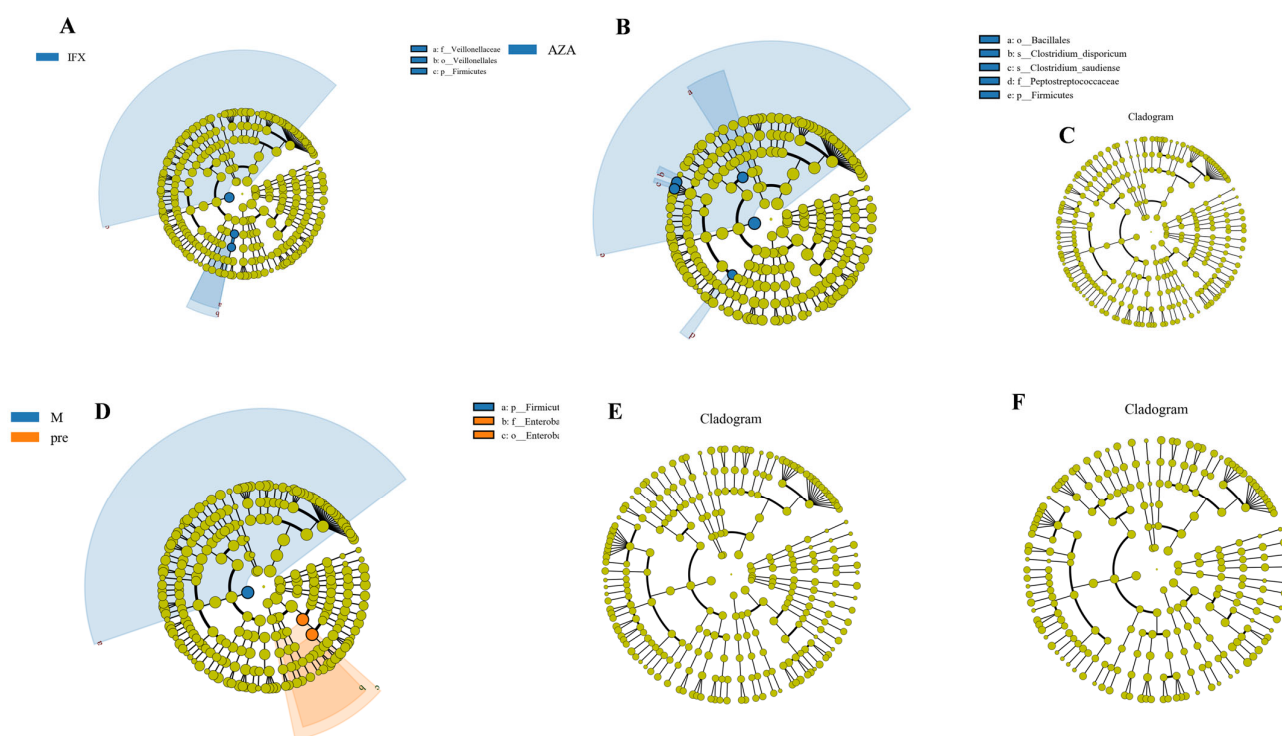 A
IFX
a: f__Veillonellaceae
b: o__Veillonellales
c: p__Firmicutes
AZA
B
a: o__Bacillales
b: s__Clostridium_disporicum
c: s__Clostridium_saudiense
d: f__Peptostreptococcaceae
e: p__Firmicutes
C
Cladogram
M
pre
D
a: p__Firmicut
b: f__Enteroba
c: o__Enteroba
E
Cladogram
F
Cladogram